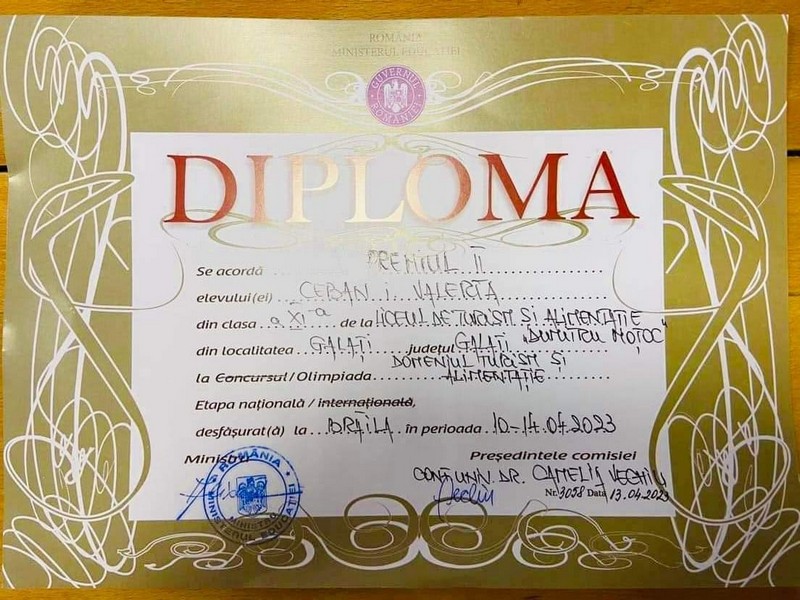 ROMÂNIA
MINISTERUL EDUCAȚIEI
GUVERNUL ROMÂNIEI
DIPLOMA
Se acordă PREMIUL II
elevului(ei) CEBAN I. VALERIA
din clasa a XI-a de la LICEUL DE TURISM ȘI ALIMENTAȚIE
"DUMITRU MOȚOC"
din localitatea GALAȚI județul GALAȚI
DOMENIUL TURISM ȘI
la Concursul / Olimpiada ALIMENTAȚIE
Etapa națională / internațională,
desfășurat(ă) la BRĂILA în perioada 10-14.04.2023
Ministru Președintele comisiei
CONF. UNIV. DR. CAMELIA
Nr. 3058 Data 13.04.2023
ROMÂNIA
MINISTERUL EDUCAȚIEI